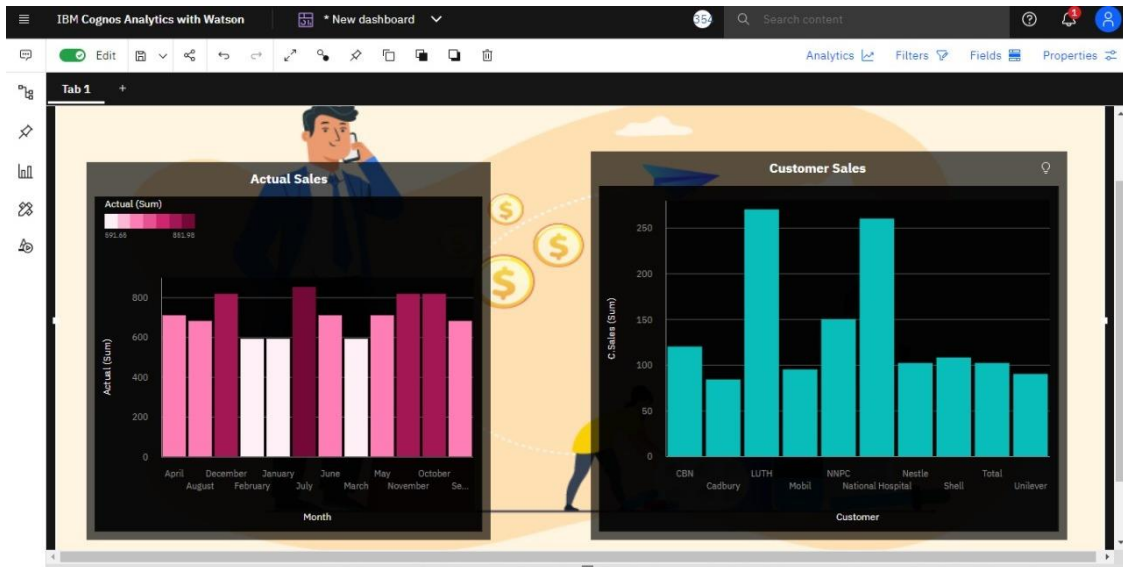 IBM Cognos Analytics with Watson
* New dashboard
354
Search content
1
Edit
Analytics
Filters
Fields
Properties
Tab 1
+
Actual Sales
Actual (Sum)
591.66 851.98
800
600
400
200
0
Actual (Sum)
April December January June May October
August February July March November Se...
Month
$
$
$
Customer Sales
250
200
150
100
50
0
C.Sales (Sum)
CBN LUTH NNPC Nestle Total
Cadbury Mobil National Hospital Shell Unilever
Customer